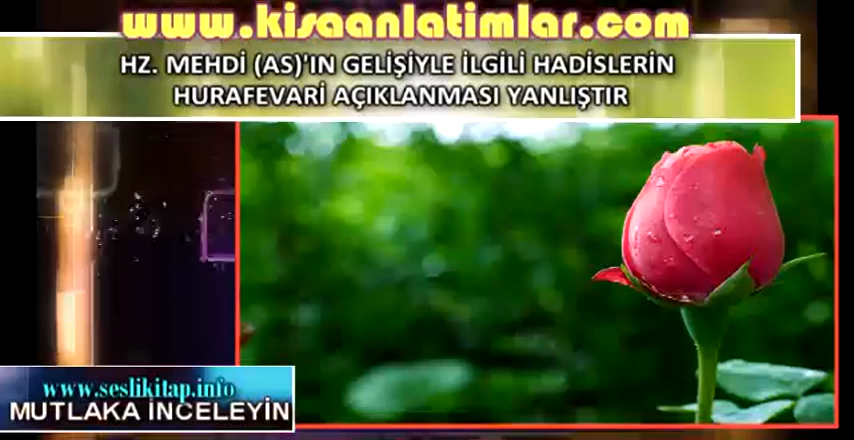 www.kisaanlatimlar.com
HZ. MEHDİ (AS)'IN GELİŞİYLE İLGİLİ HADİSLERİN
HURAFEVARİ AÇIKLANMASI YANLIŞTIR
www.seslikitap.info
MUTLAKA İNCELEYİN